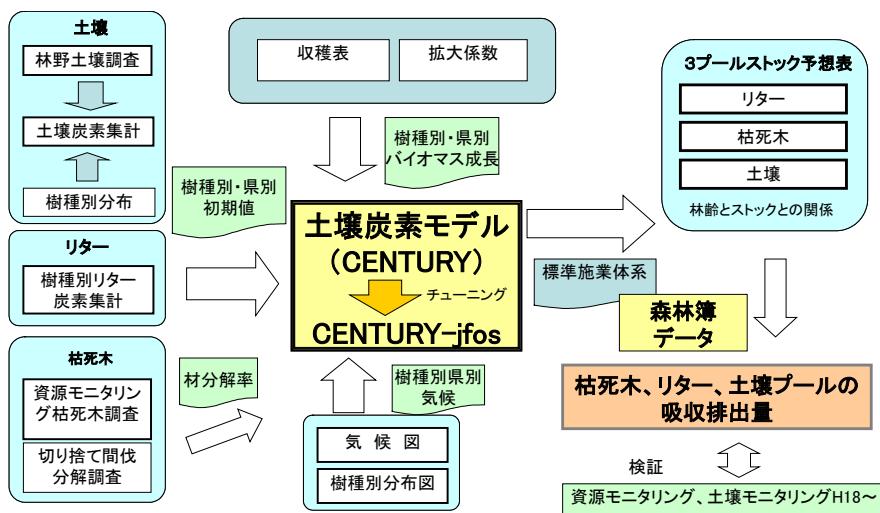 土壌
林野土壌調査
土壌炭素集計
樹種別分布
リター
樹種別リター
炭素集計
枯死木
資源モニタリン
グ枯死木調査
切り捨て間伐
分解調査
収穫表
拡大係数
樹種別・県別
バイオマス成長
樹種別・県別
初期値
材分解率
土壌炭素モデル
（CENTURY）
チューニング
CENTURY-jfos
樹種別県別
気候
気候図
樹種別分布図
3プールストック予想表
リター
枯死木
土壌
林齢とストックとの関係
標準施業体系
森林簿
データ
枯死木、リター、土壌プールの
吸収排出量
検証
資源モニタリング、土壌モニタリングH18～